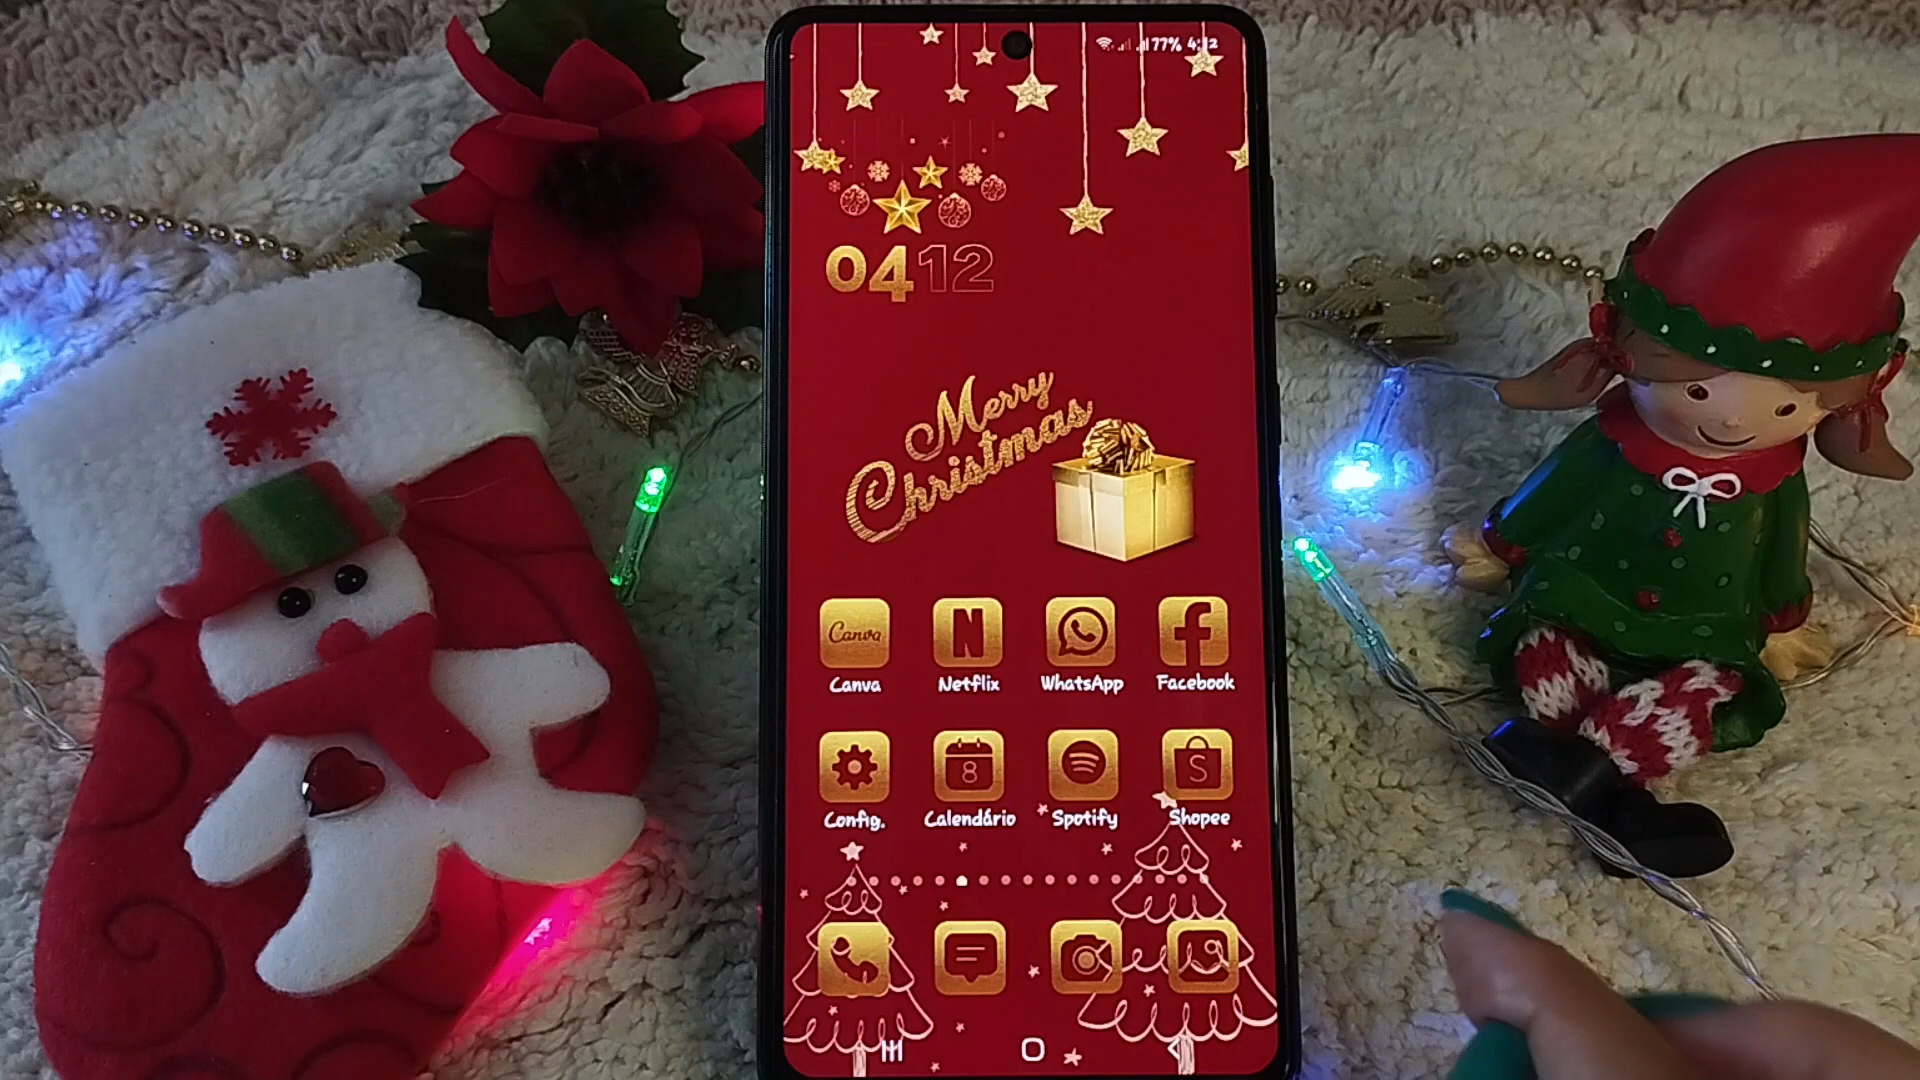 77% 4:12
0412
Merry
Christmas
Canva
N
f
Canva Netflix WhatsApp Facebook
8
S
Config. Calendário Spotify Shopee